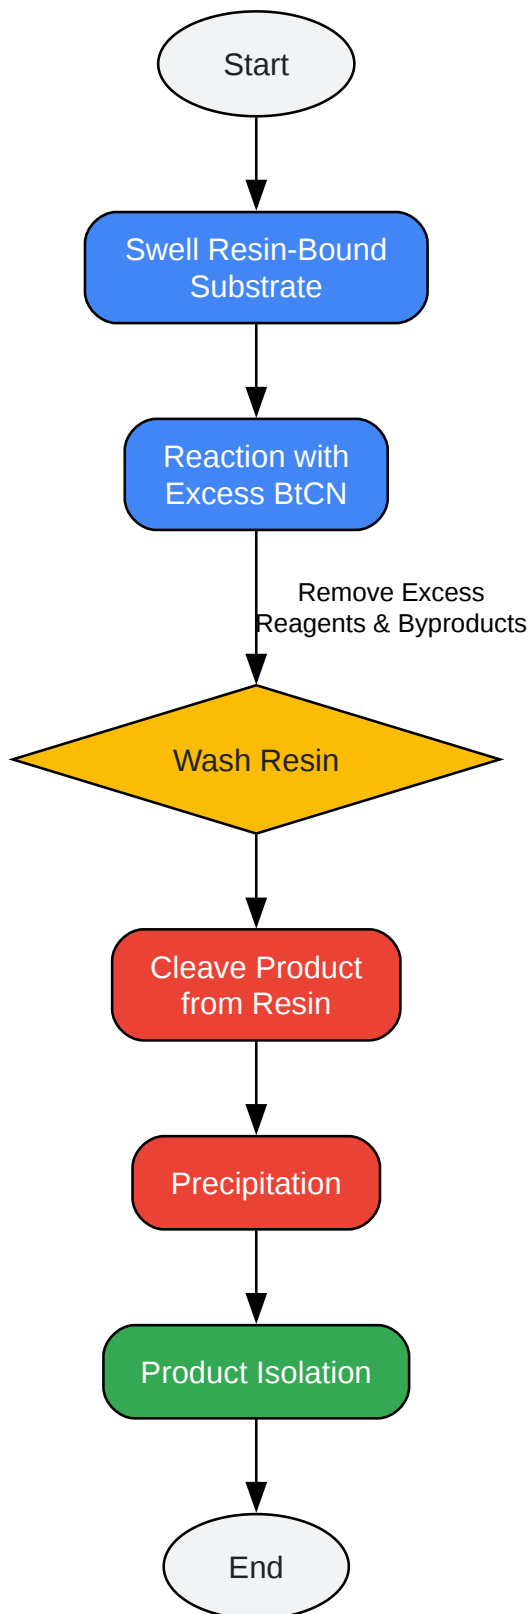 Start
Swell Resin-Bound
Substrate
Reaction with
Excess BtCN
Remove Excess
Reagents & Byproducts
Wash Resin
Cleave Product
from Resin
Precipitation
Product Isolation
End